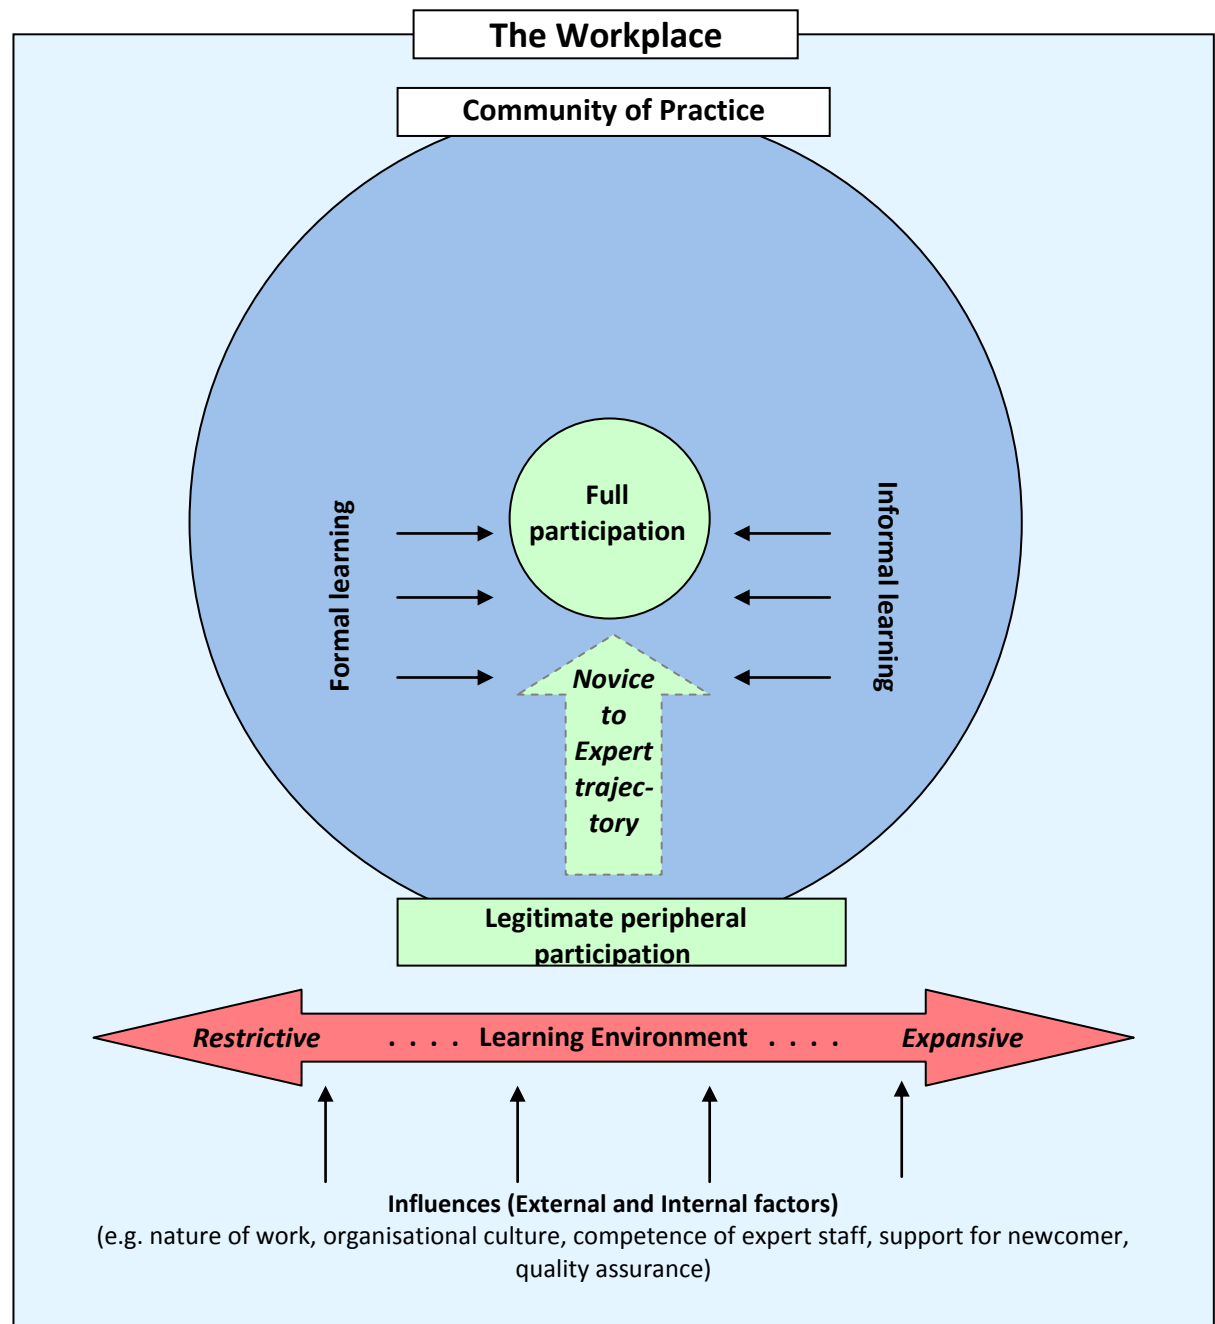 The Workplace
Community of Practice
Full
participation
Formal learning
Informal learning
Novice
to
Expert
trajec-
tory
Legitimate peripheral
participation
Restrictive . . . . Learning Environment . . . . Expansive
Influences (External and Internal factors)
(e.g. nature of work, organisational culture, competence of expert staff, support for newcomer,
quality assurance)